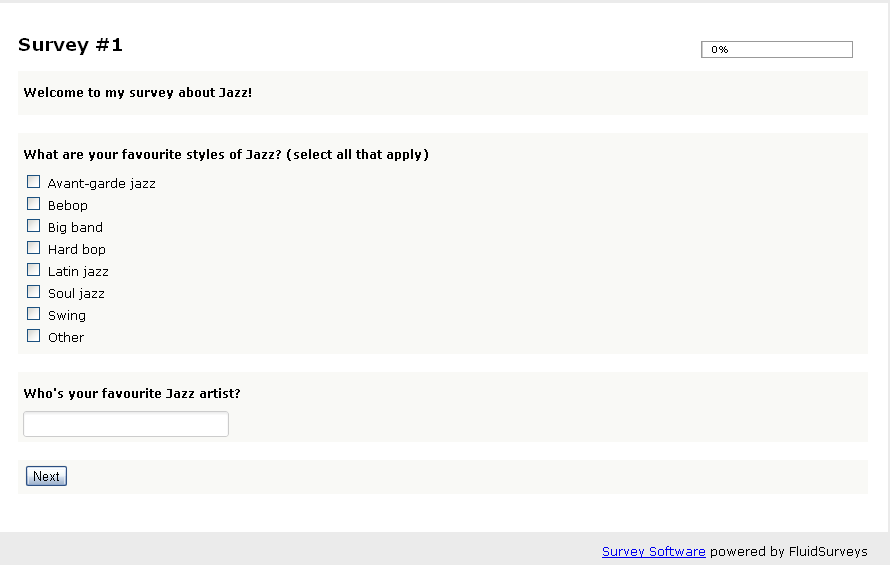 Survey #1
0%
Welcome to my survey about Jazz!
What are your favourite styles of Jazz? (select all that apply)
Avant-garde jazz
Bebop
Big band
Hard bop
Latin jazz
Soul jazz
Swing
Other
Who's your favourite Jazz artist?
Next
Survey Software powered by FluidSurveys